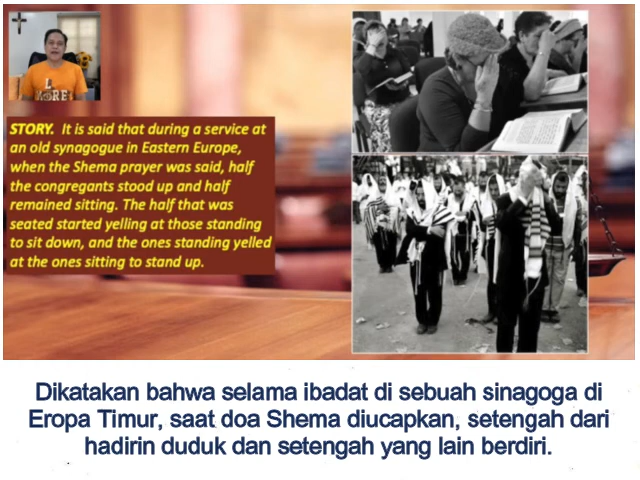 STORY. It is said that during a service at
an old synagogue in Eastern Europe,
when the Shema prayer was said, half
the congregants stood up and half
remained sitting. The half that was
seated started yelling at those standing
to sit down, and the ones standing yelled
at the ones sitting to stand up.
Dikatakan bahwa selama ibadat di sebuah sinagoga di
Eropa Timur, saat doa Shema diucapkan, setengah dari
hadirin duduk dan setengah yang lain berdiri.